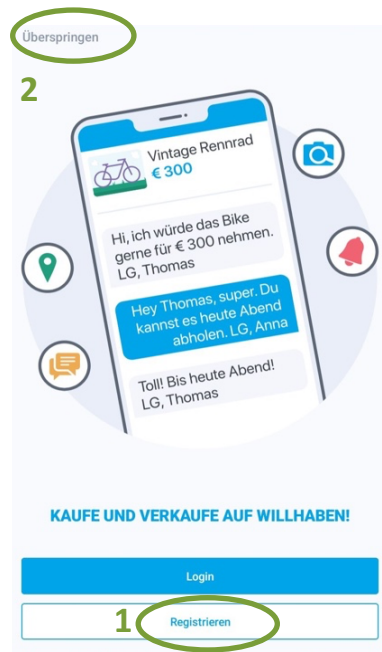 Überspringen
2
Vintage Rennrad
€ 300
Hi, ich würde das Bike
gerne für € 300 nehmen.
LG, Thomas
Hey Thomas, super. Du
kannst es heute Abend
abholen. LG, Anna
Toll! Bis heute Abend!
LG, Thomas
KAUFE UND VERKAUFE AUF WILLHABEN!
Login
1
Registrieren